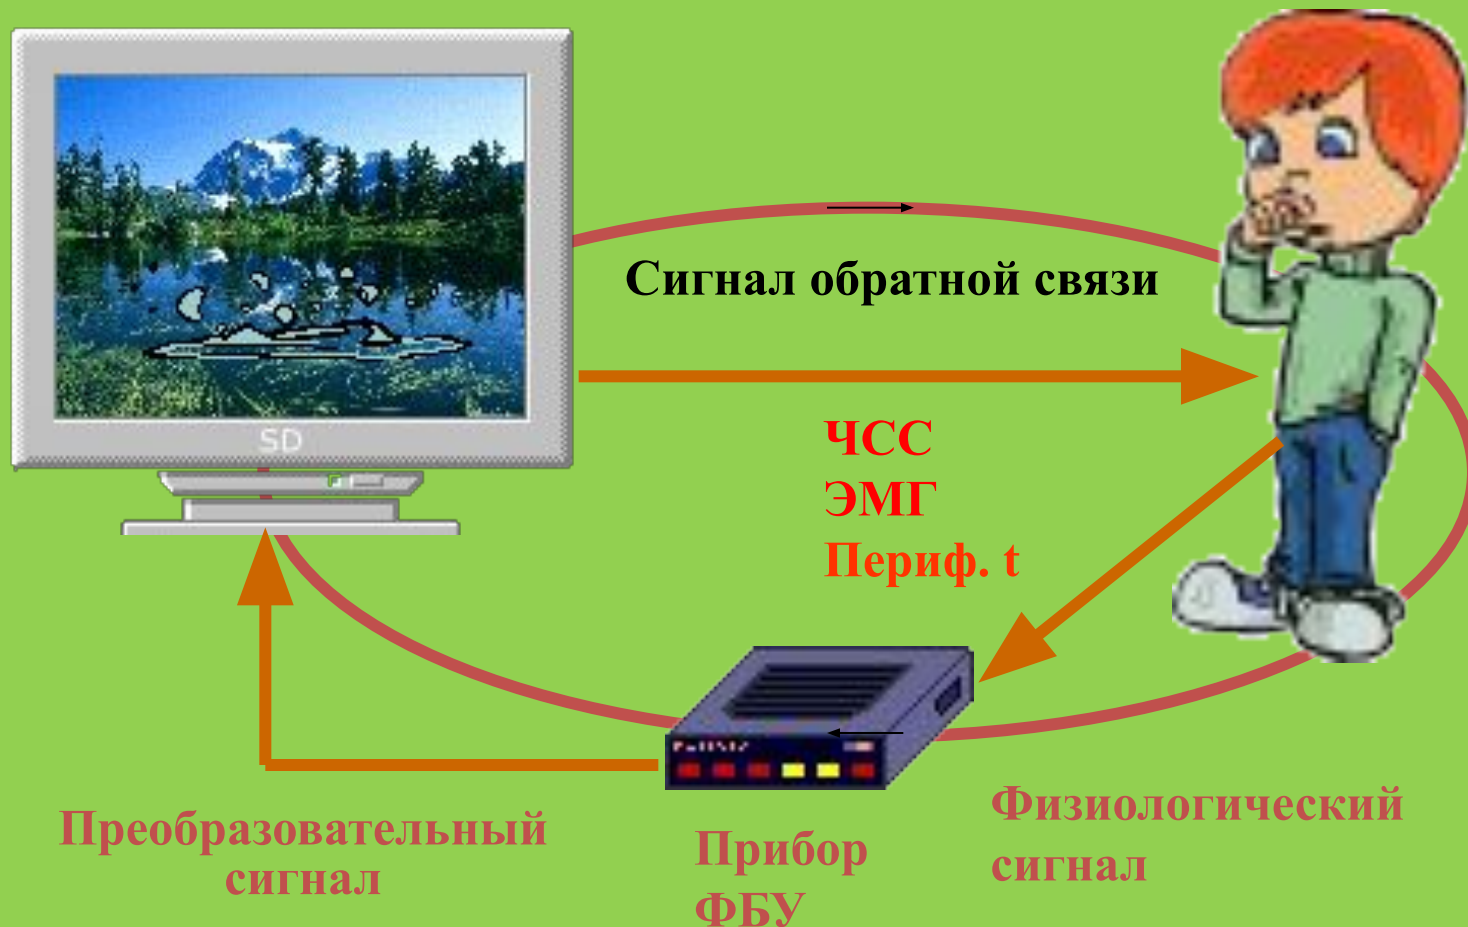 Сигнал обратной связи
SD
ЧСС
ЭМГ
Периф. t
Преобразовательный
сигнал
Прибор
ФБУ
Физиологический
сигнал